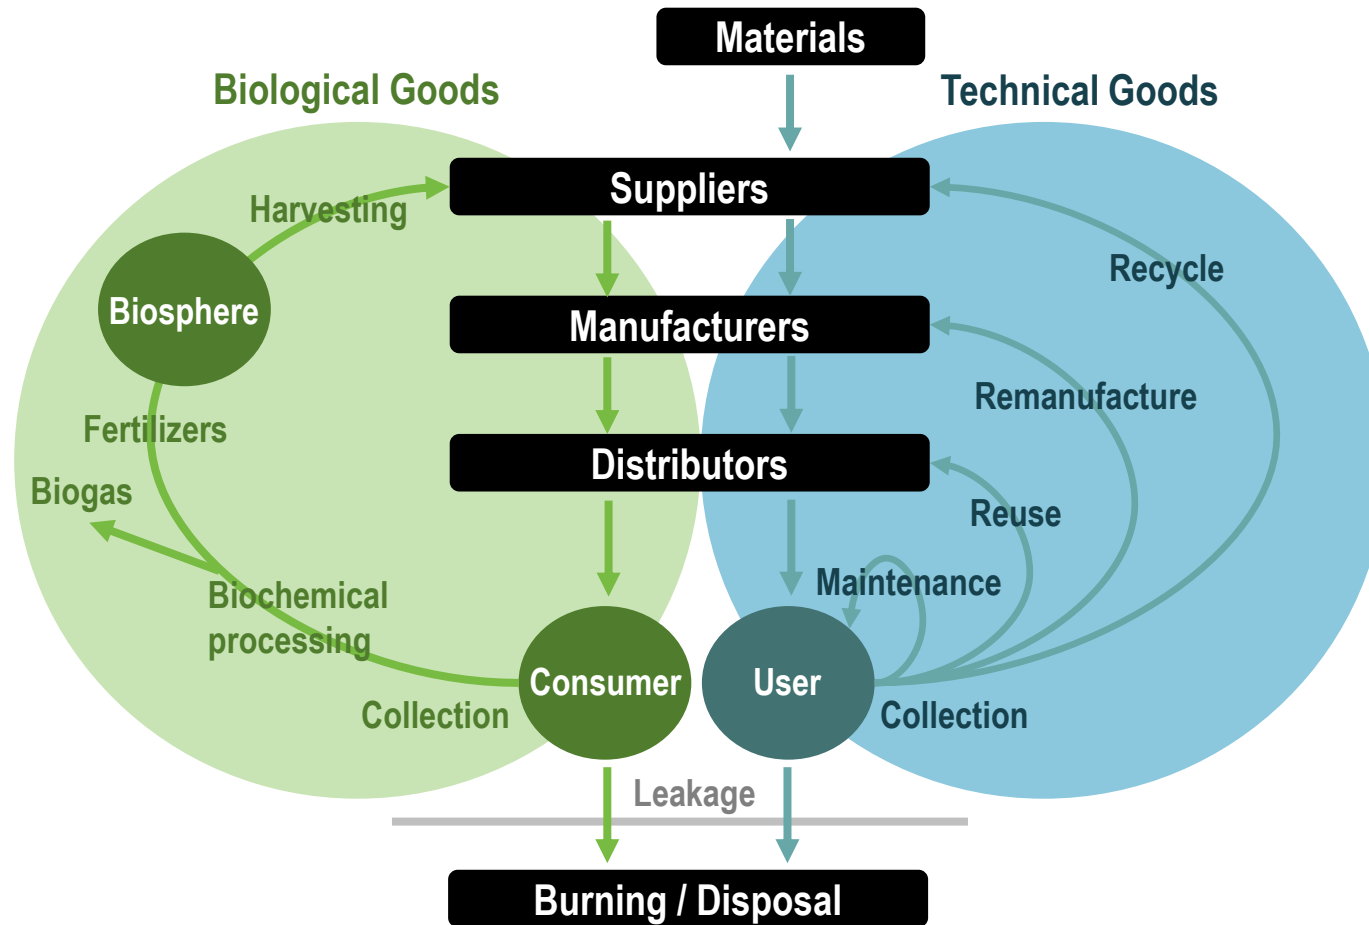 Materials
Biological Goods
Technical Goods
Suppliers
Harvesting
Recycle
Biosphere
Manufacturers
Remanufacture
Fertilizers
Distributors
Biogas
Reuse
Maintenance
Biochemical
processing
Consumer
User
Collection
Collection
Leakage
Burning / Disposal